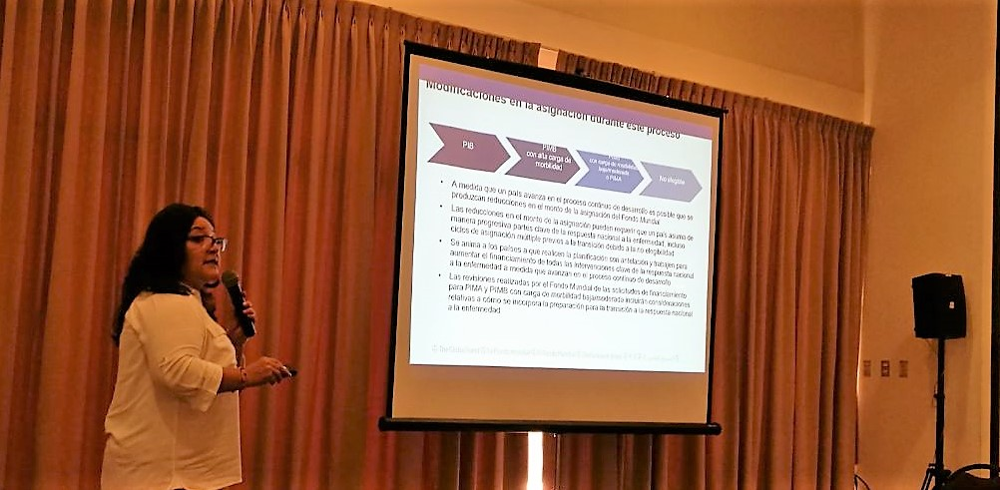 Modificaciones en la asignación durante este proceso
PIB
PIMB
con alta carga de
morbilidad
con carga de morbilidad
baja/moderada
o PIMA
No elegible
• A medida que un país avanza en el proceso continuo de desarrollo es posible que se
produzcan reducciones en el monto de la asignación del Fondo Mundial
• Las reducciones en el monto de la asignación pueden requerir que un país asuma de
manera progresiva partes clave de la respuesta nacional a la enfermedad, incluso
ciclos de asignación múltiple previos a la transición debido a la no elegibilidad
• Se anima a los países a que realicen la planificación con antelación y trabajen para
aumentar el financiamiento de todas las intervenciones clave de la respuesta nacional
a la enfermedad a medida que avanzan en el proceso continuo de desarrollo
• Las revisiones realizadas por el Fondo Mundial de las solicitudes de financiamiento
para PIMA y PIMB con carga de morbilidad baja/moderada incluirán consideraciones
relativas a cómo se incorpora la preparación para la transición a la respuesta nacional
a la enfermedad